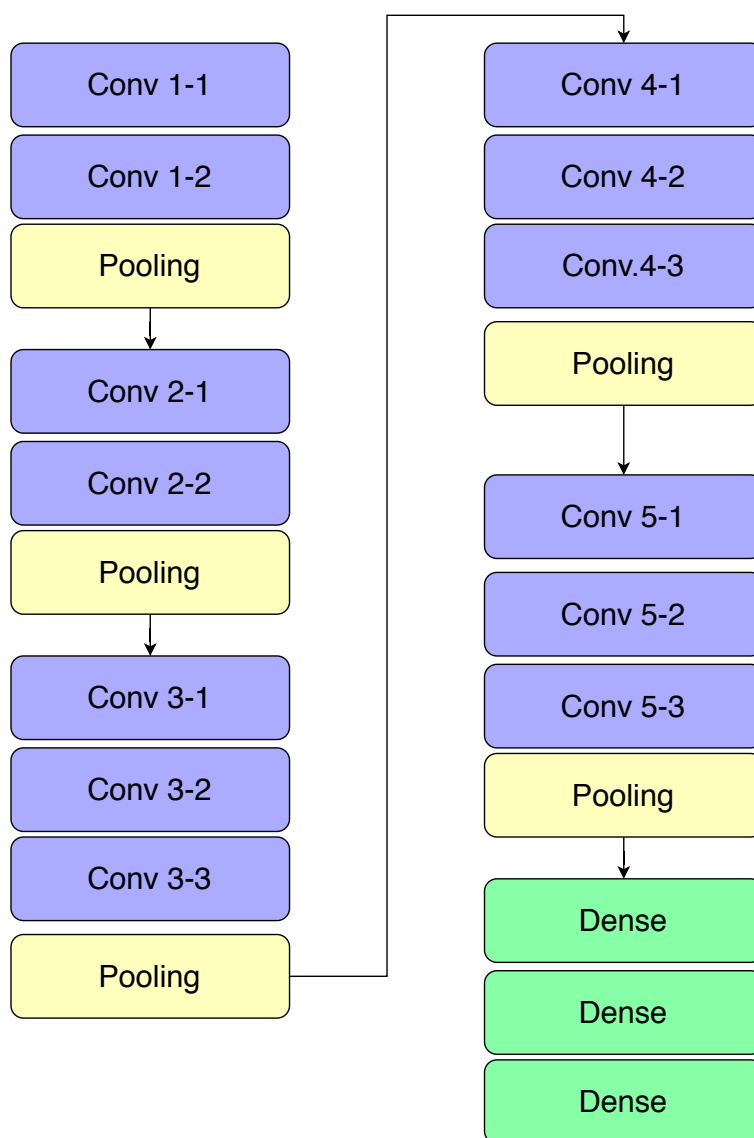 Conv 1-1
Conv 1-2
Pooling
Conv 2-1
Conv 2-2
Pooling
Conv 3-1
Conv 3-2
Conv 3-3
Pooling
Conv 4-1
Conv 4-2
Conv.4-3
Pooling
Conv 5-1
Conv 5-2
Conv 5-3
Pooling
Dense
Dense
Dense